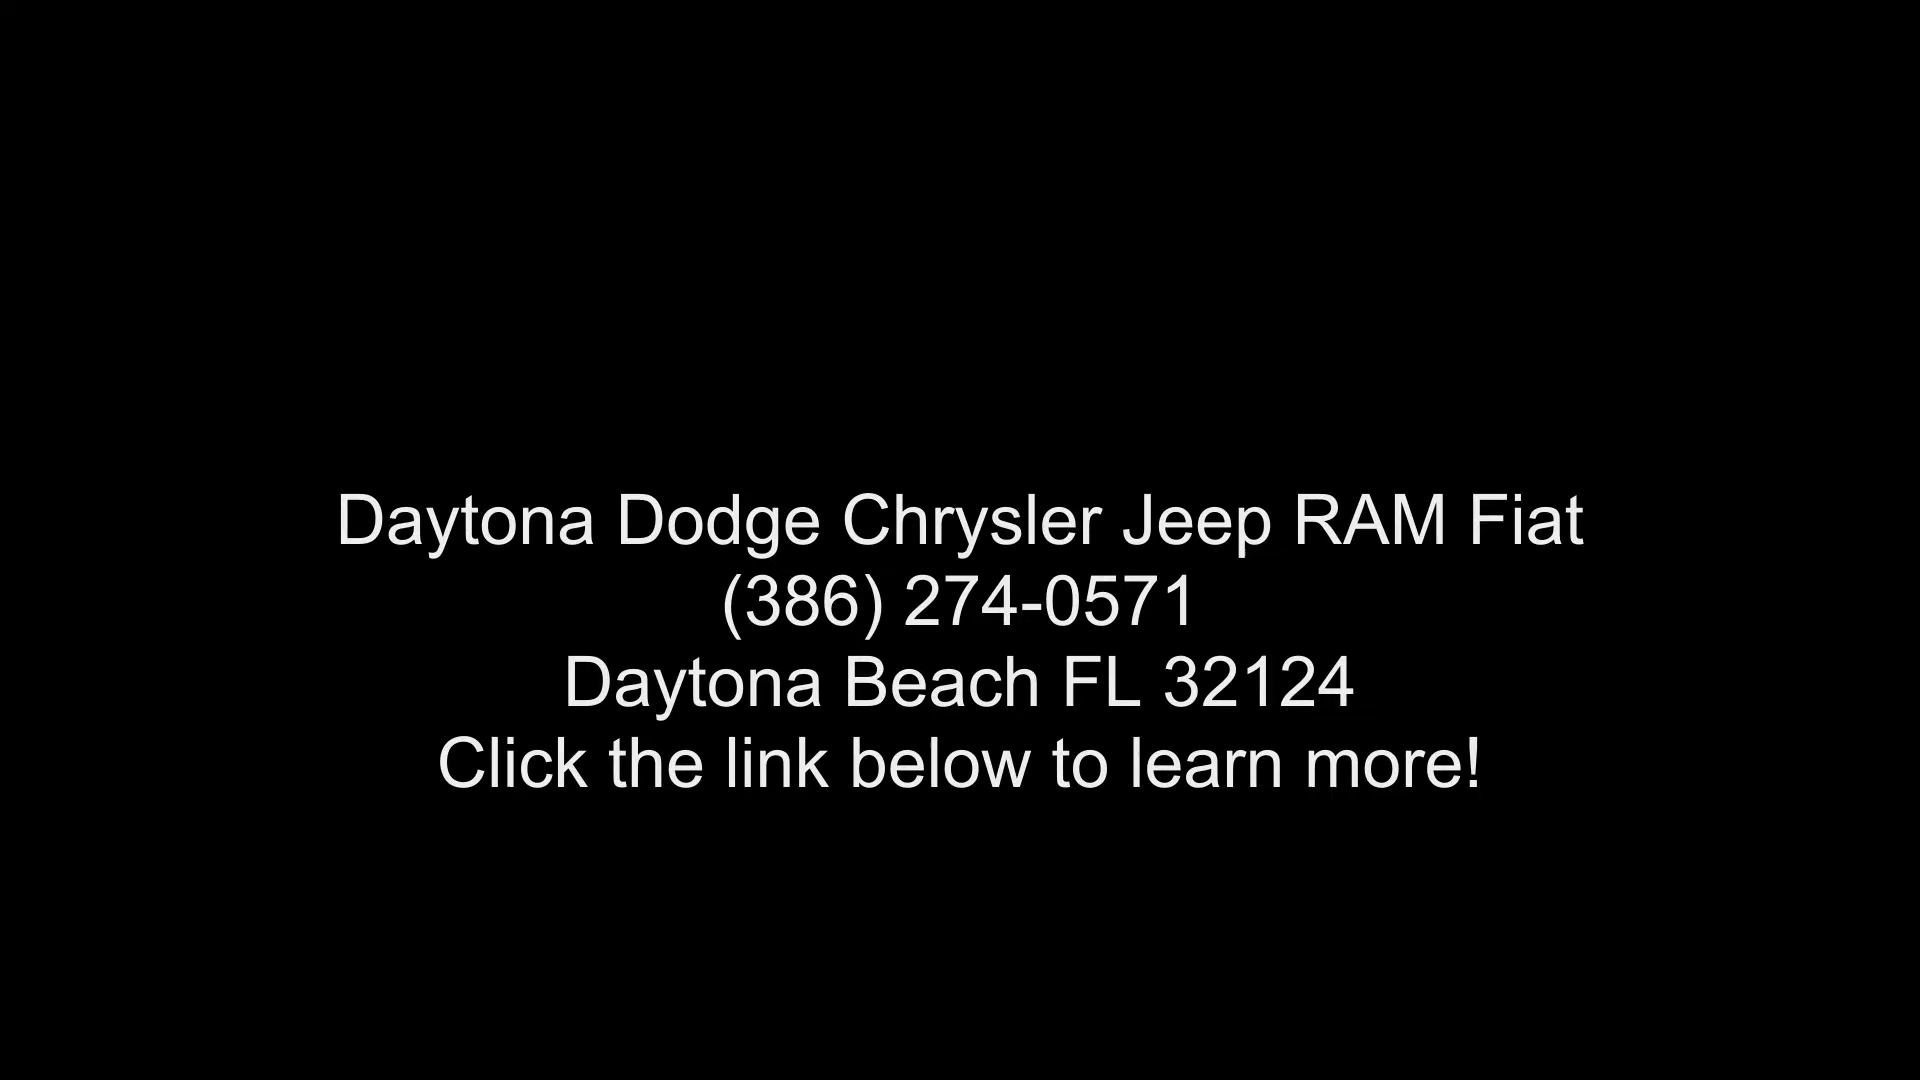 Daytona Dodge Chrysler Jeep RAM Fiat
(386) 274-0571
Daytona Beach FL 32124
Click the link below to learn more!